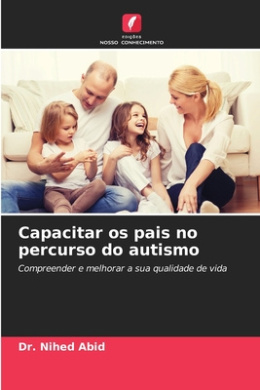 edições
NOSSO CONHECIMENTO
Capacitar os pais no
percurso do autismo
Compreender e melhorar a sua qualidade de vida
Dr. Nihed Abid